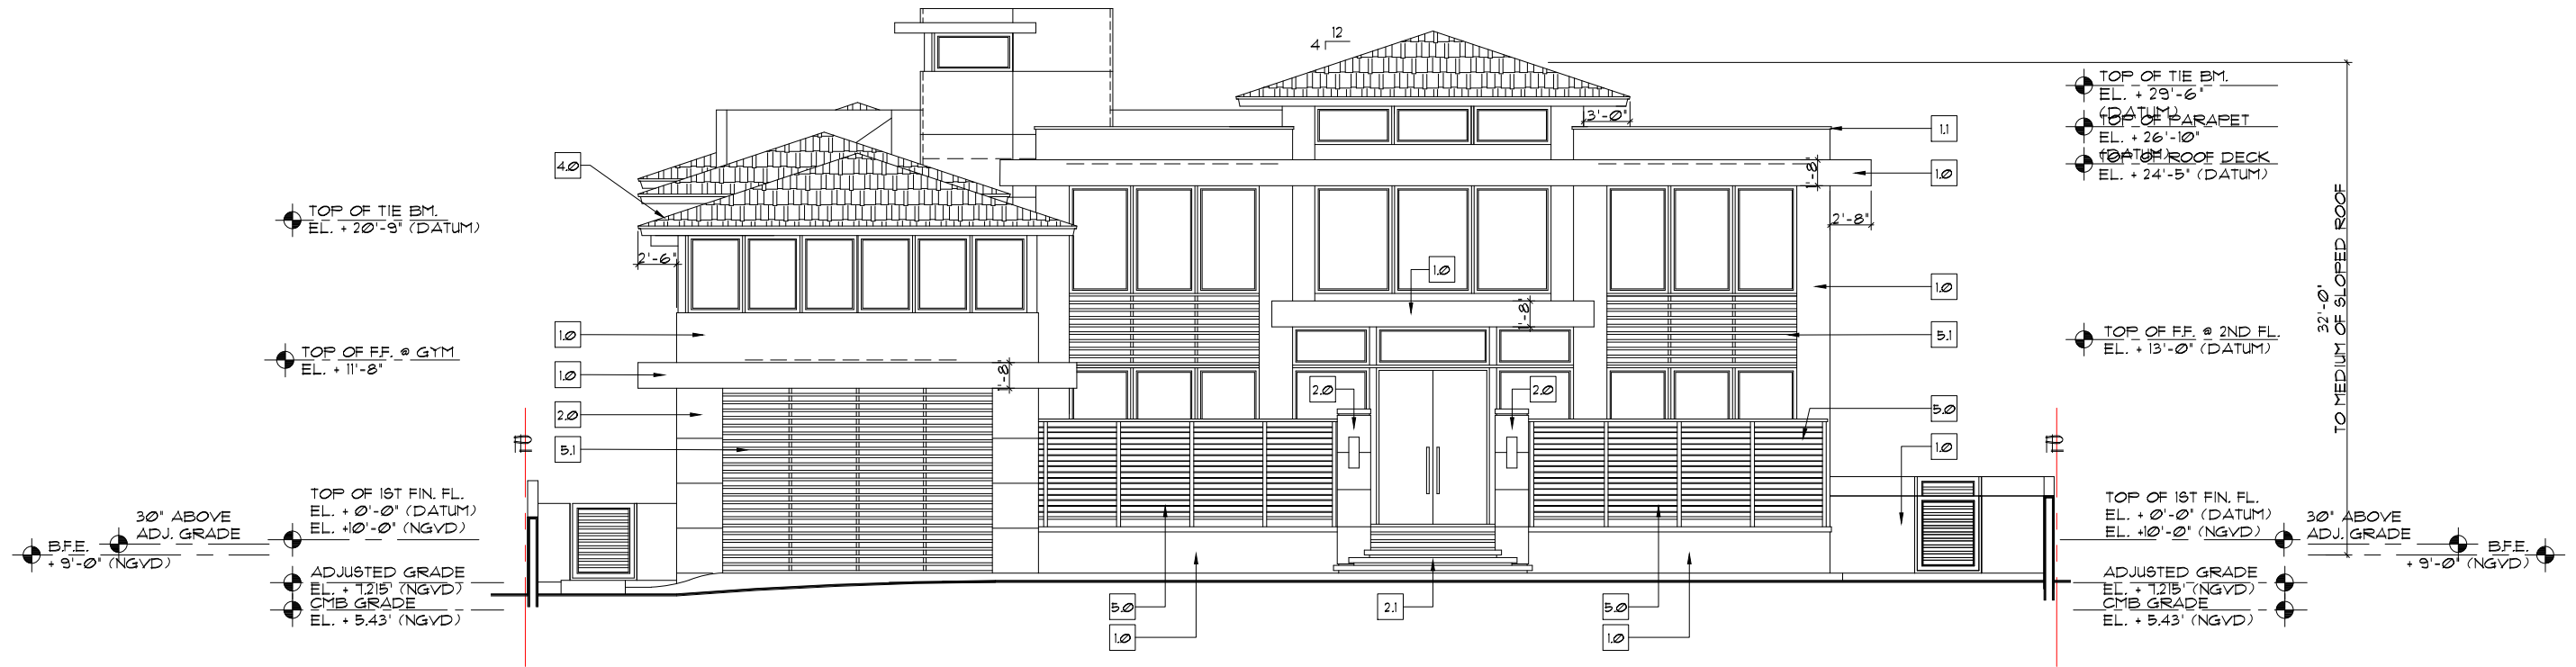 12
4
TOP OF TIE BM.
EL. + 29'-6"
(DATUM)
TOP OF PARAPET
EL. + 26'-10"
(DATUM)
TOP OF ROOF DECK
EL. + 24'-5" (DATUM)
3'-0"
1.1
4.0
1'-8"
1.0
TOP OF TIE BM.
EL. + 20'-9" (DATUM)
2'-8"
2'-6"
1.0
1.0
32'-0"
TO MEDIUM OF SLOPED ROOF
1'-8"
1.0
5.1
TOP OF F.F. @ 2ND FL.
EL. + 13'-0" (DATUM)
TOP OF F.F. @ GYM
EL. + 11'-8"
1.0
1'-8"
2.0
2.0
2.0
5.0
5.1
1.0
TOP OF 1ST FIN. FL.
EL. + 0'-0" (DATUM)
EL. +10'-0" (NGVD)
30" ABOVE
ADJ. GRADE
B.F.E.
+ 9'-0" (NGVD)
ADJUSTED GRADE
EL. + 7.215' (NGVD)
CMB GRADE
EL. + 5.43' (NGVD)
TOP OF 1ST FIN. FL.
EL. + 0'-0" (DATUM)
EL. +10'-0" (NGVD)
30" ABOVE
ADJ. GRADE
B.F.E.
+ 9'-0" (NGVD)
ADJUSTED GRADE
EL. + 7.215' (NGVD)
CMB GRADE
EL. + 5.43' (NGVD)
5.0
2.1
5.0
1.0
1.0